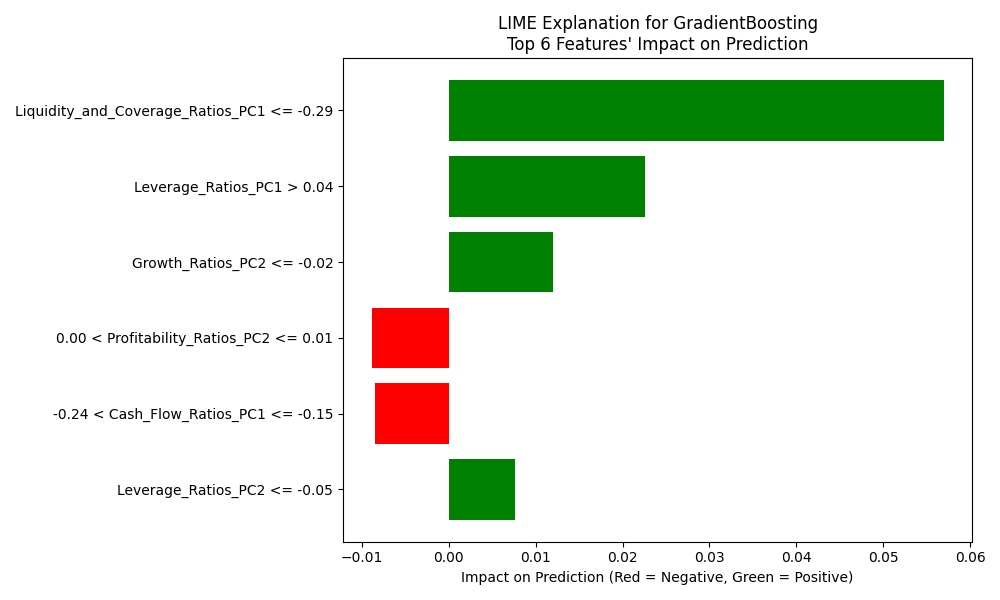 LIME Explanation for GradientBoosting
Top 6 Features' Impact on Prediction
Liquidity_and_Coverage_Ratios_PC1 <= -0.29
Leverage_Ratios_PC1 > 0.04
Growth_Ratios_PC2 <= -0.02
0.00 < Profitability_Ratios_PC2 <= 0.01
-0.24 < Cash_Flow_Ratios_PC1 <= -0.15
Leverage_Ratios_PC2 <= -0.05
−0.01 0.00 0.01 0.02 0.03 0.04 0.05 0.06
Impact on Prediction (Red = Negative, Green = Positive)